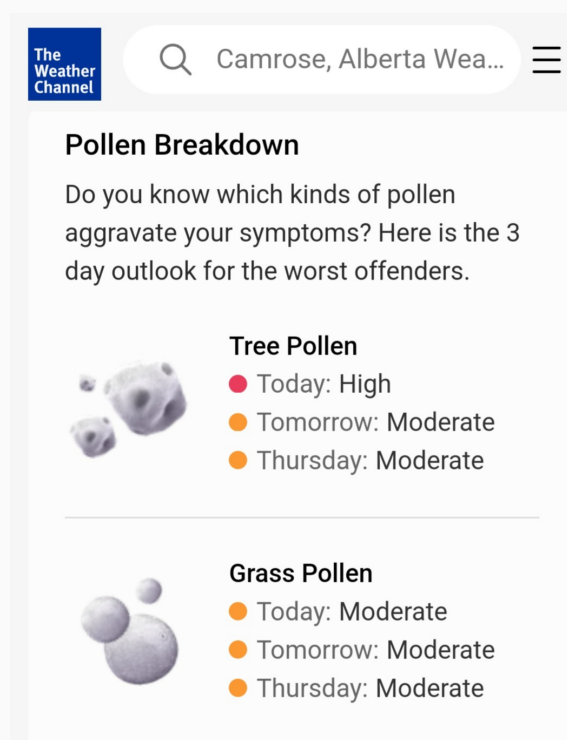 The
Weather
Channel
Camrose, Alberta Wea...
Pollen Breakdown
Do you know which kinds of pollen
aggravate your symptoms? Here is the 3
day outlook for the worst offenders.
Tree Pollen
Today: High
Tomorrow: Moderate
Thursday: Moderate
Grass Pollen
Today: Moderate
Tomorrow: Moderate
Thursday: Moderate